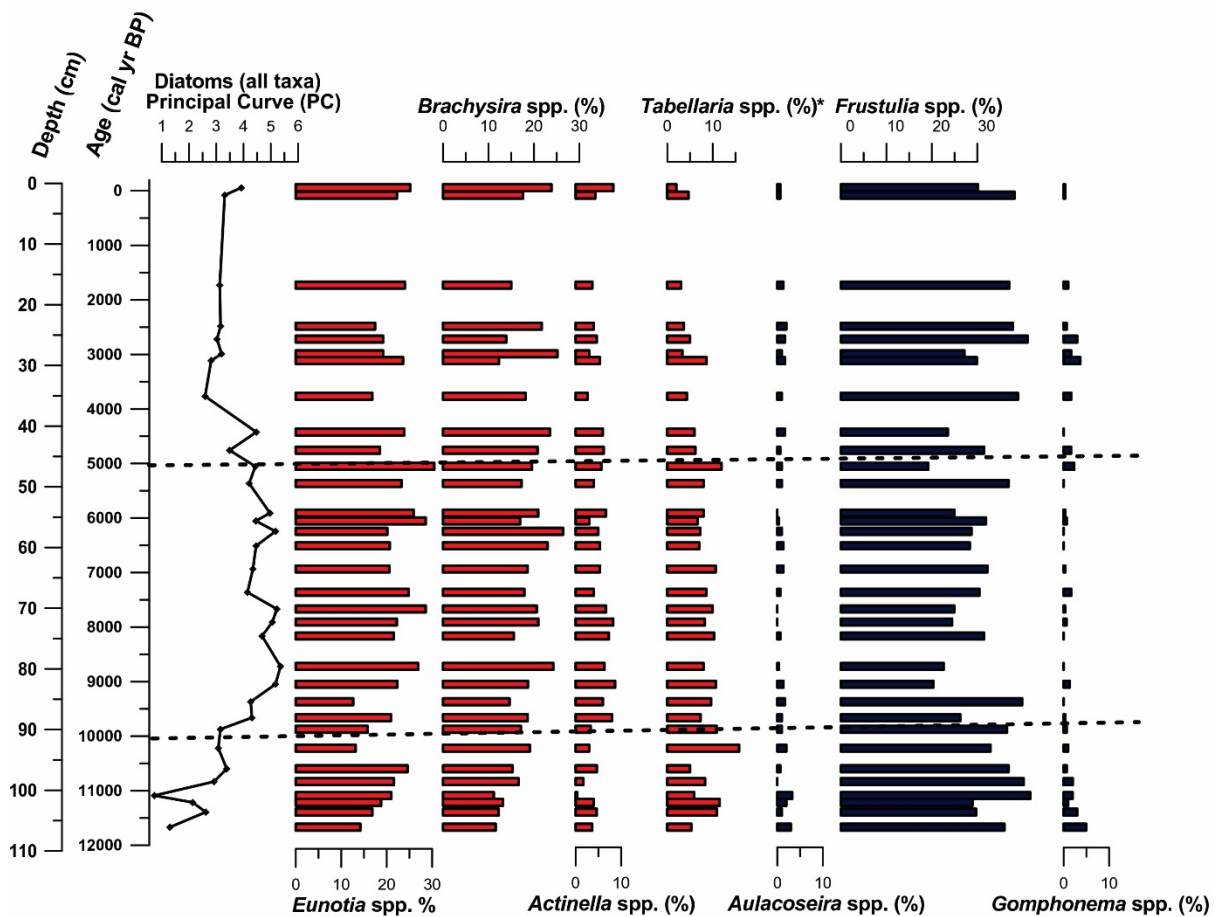 Depth (cm)
Age (cal yr BP)
Diatoms (all taxa)
Principal Curve (PC)
1 2 3 4 5 6
Brachysira spp. (%)
0 10 20 30
Tabellaria spp. (%)*
0 10
Frustulia spp. (%)
0 10 20 30
0
10
20
30
40
50
60
70
80
90
100
110
0
1000
2000
3000
4000
5000
6000
7000
8000
9000
10000
11000
12000
0 10 20 30
Eunotia spp. %
0 10
Actinella spp. (%)
0 10
Aulacoseira spp. (%)
0 10
Gomphonema spp. (%)